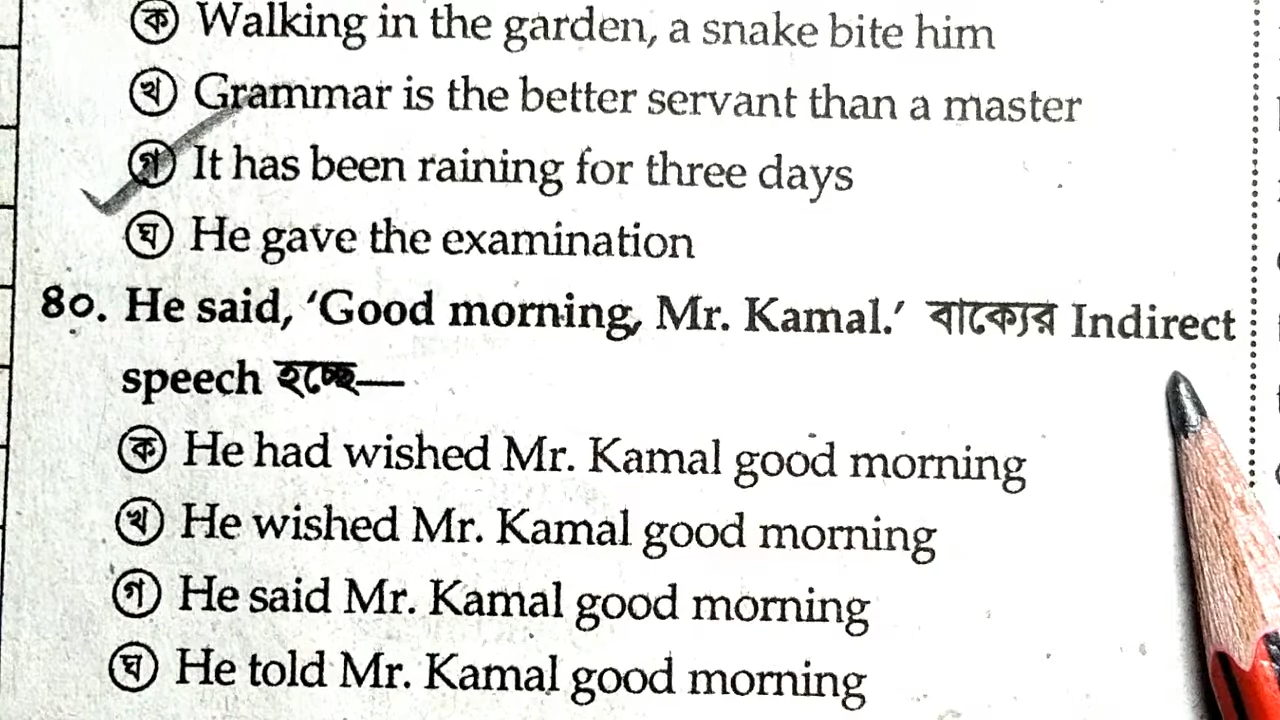 ক Walking in the garden, a snake bite him
খ Grammar is the better servant than a master
গ It has been raining for three days
ঘ He gave the examination
৪০. He said, ‘Good morning, Mr. Kamal.’ বাক্যের Indirect
speech হচ্ছে—
ক He had wished Mr. Kamal good morning
খ He wished Mr. Kamal good morning
গ He said Mr. Kamal good morning
ঘ He told Mr. Kamal good morning